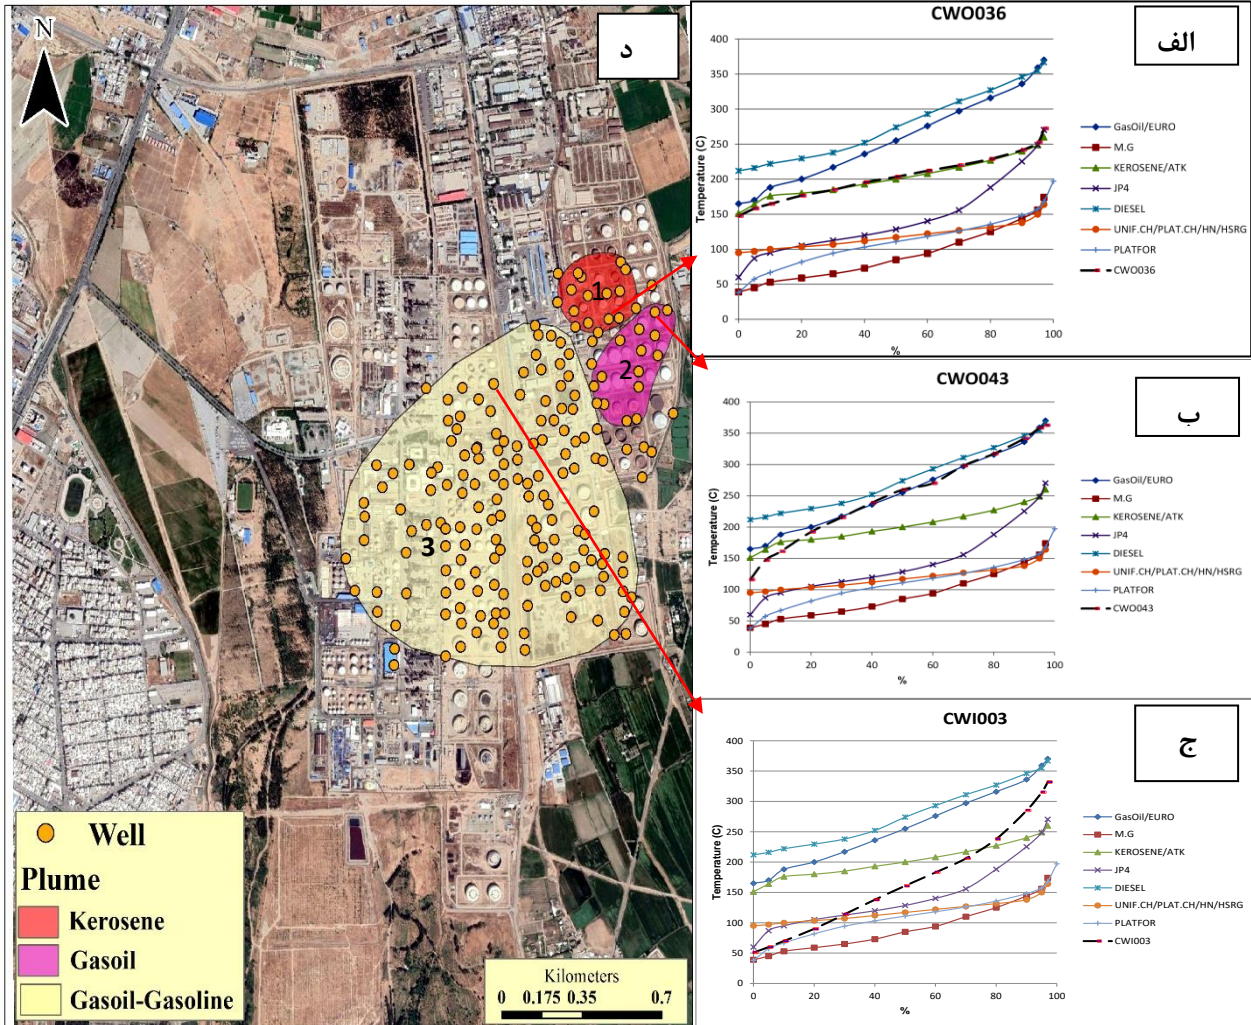 N
د
1
2
3
Well
Plume
Kerosene
Gasoil
Gasoil-Gasoline
Kilometers
0 0.175 0.35 0.7
CWO036
الف
400
350
300
250
200
150
100
50
0
Temperature (C)
0 20 40 60 80 100
%
GasOil/EURO
M.G
KEROSENE/ATK
JP4
DIESEL
UNIF.CH/PLAT.CH/HN/HSRG
PLATFOR
CWO036
CWO043
ب
400
350
300
250
200
150
100
50
0
Temperature (C)
0 20 40 60 80 100
%
GasOil/EURO
M.G
KEROSENE/ATK
JP4
DIESEL
UNIF.CH/PLAT.CH/HN/HSRG
PLATFOR
CWO043
CWI003
ج
400
350
300
250
200
150
100
50
0
Temperature (C)
0 20 40 60 80 100
%
GasOil/EURO
M.G
KEROSENE/ATK
JP4
DIESEL
UNIF.CH/PLAT.CH/HN/HSRG
PLATFOR
CWI003